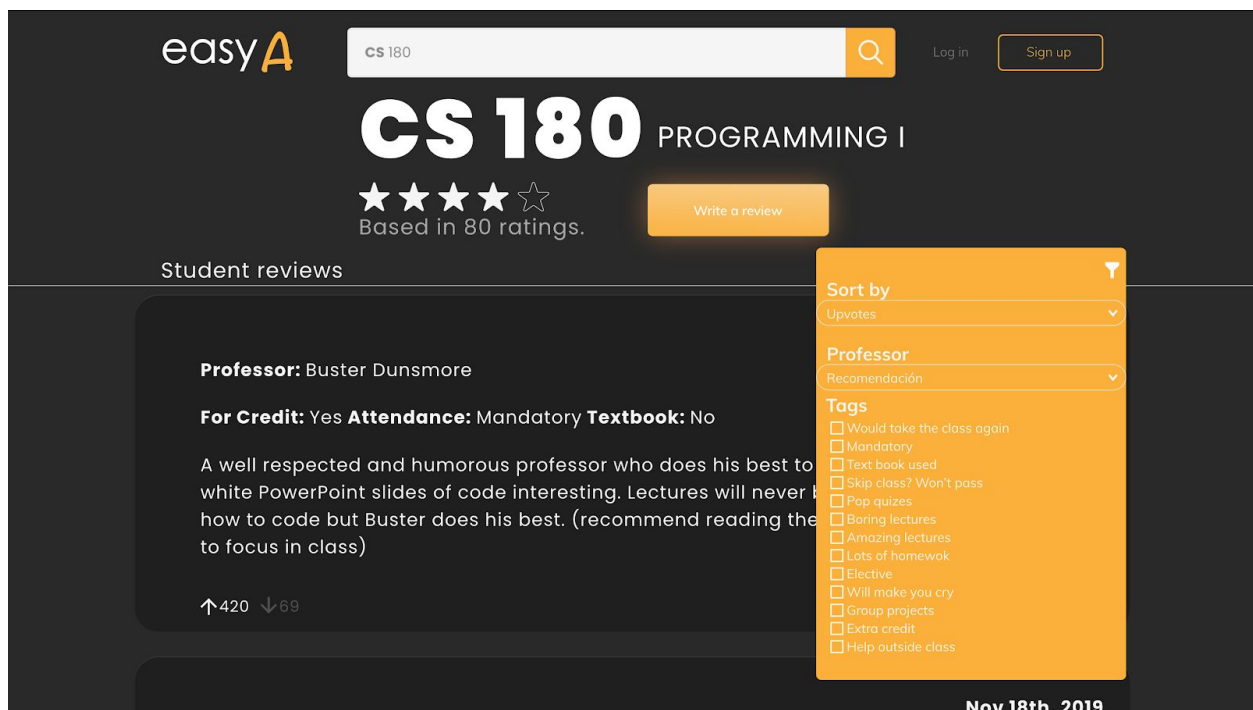 easyA
CS 180
Log in
Sign up
CS 180 PROGRAMMING I
Based in 80 ratings.
Write a review
Student reviews
Professor: Buster Dunsmore
For Credit: Yes Attendance: Mandatory Textbook: No
A well respected and humorous professor who does his best to
white PowerPoint slides of code interesting. Lectures will never
how to code but Buster does his best. (recommend reading the
to focus in class)
420 69
Sort by
Upvotes
Professor
Recomendación
Tags
Would take the class again
Mandatory
Text book used
Skip class? Won't pass
Pop quizes
Boring lectures
Amazing lectures
Lots of homewok
Elective
Will make you cry
Group projects
Extra credit
Help outside class
Nov 18th, 2019